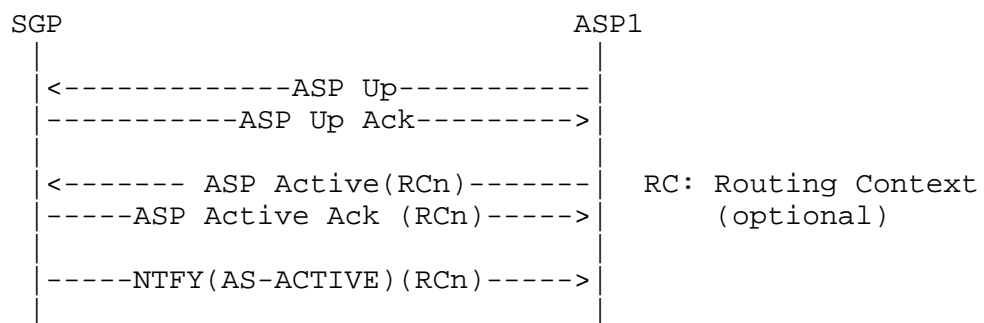 SGP ASP1
<-------------ASP Up-----------
-----------ASP Up Ack--------->
<------- ASP Active(RCn)------- RC: Routing Context
-----ASP Active Ack (RCn)-----> (optional)
-----NTFY(AS-ACTIVE)(RCn)----->